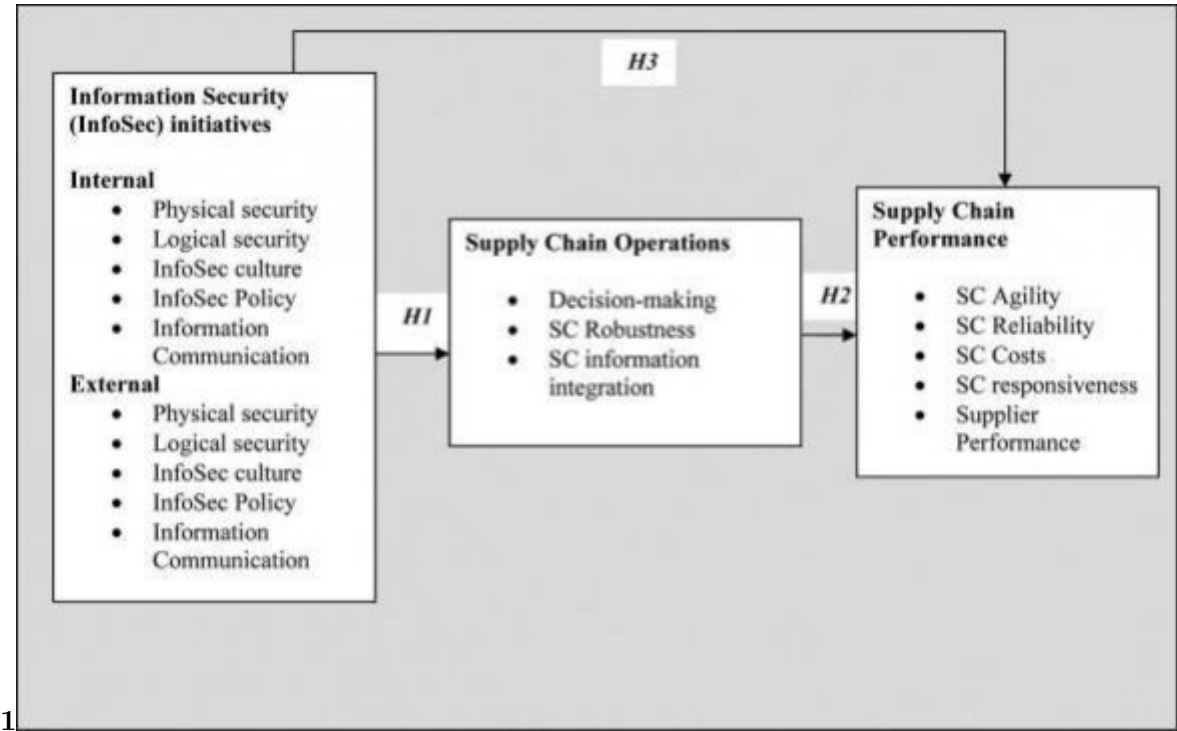 H3
Information Security
(InfoSec) initiatives
Internal
• Physical security
• Logical security
• InfoSec culture
• InfoSec Policy
• Information
Communication
External
• Physical security
• Logical security
• InfoSec culture
• InfoSec Policy
• Information
Communication
H1
Supply Chain Operations
• Decision-making
• SC Robustness
• SC information
integration
H2
Supply Chain
Performance
• SC Agility
• SC Reliability
• SC Costs
• SC responsiveness
• Supplier
Performance
1